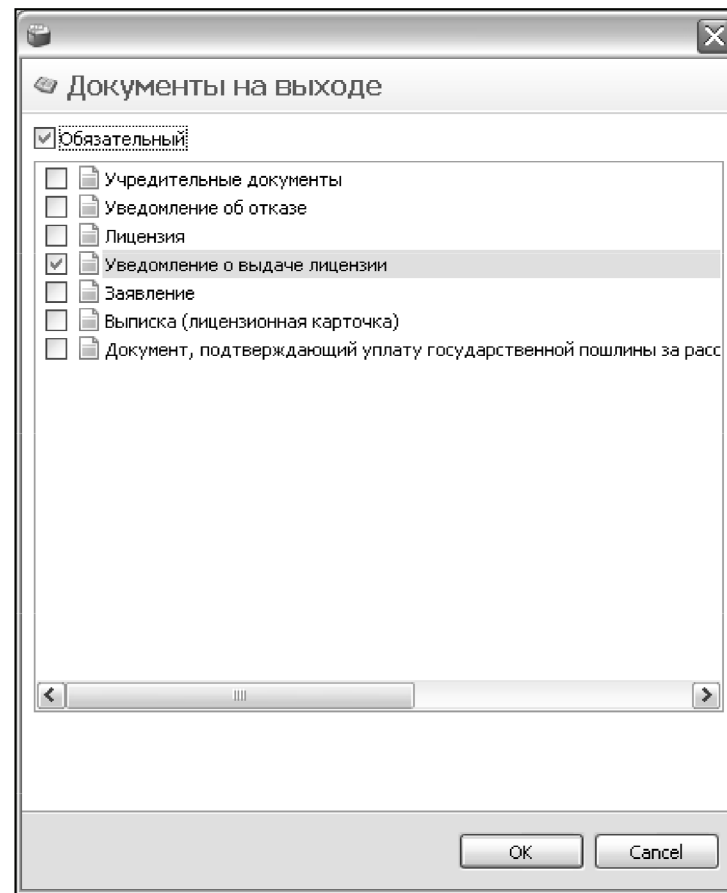 Документы на выходе
Обязательный
Учредительные документы
Уведомление об отказе
Лицензия
Уведомление о выдаче лицензии
Заявление
Выписка (лицензионная карточка)
Документ, подтверждающий уплату государственной пошлины за расс
OK
Cancel